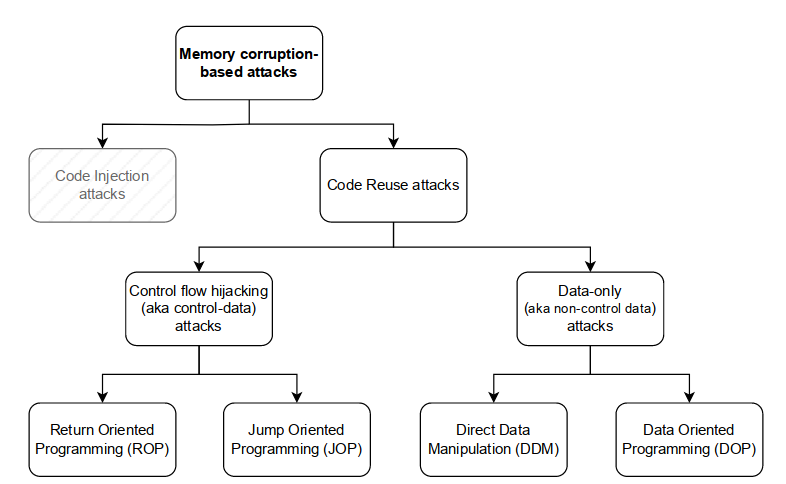 Memory corruption-
based attacks
Code Injection
attacks
Code Reuse attacks
Control flow hijacking
(aka control-data)
attacks
Data-only
(aka non-control data)
attacks
Return Oriented
Programming (ROP)
Jump Oriented
Programming (JOP)
Direct Data
Manipulation (DDM)
Data Oriented
Programming (DOP)